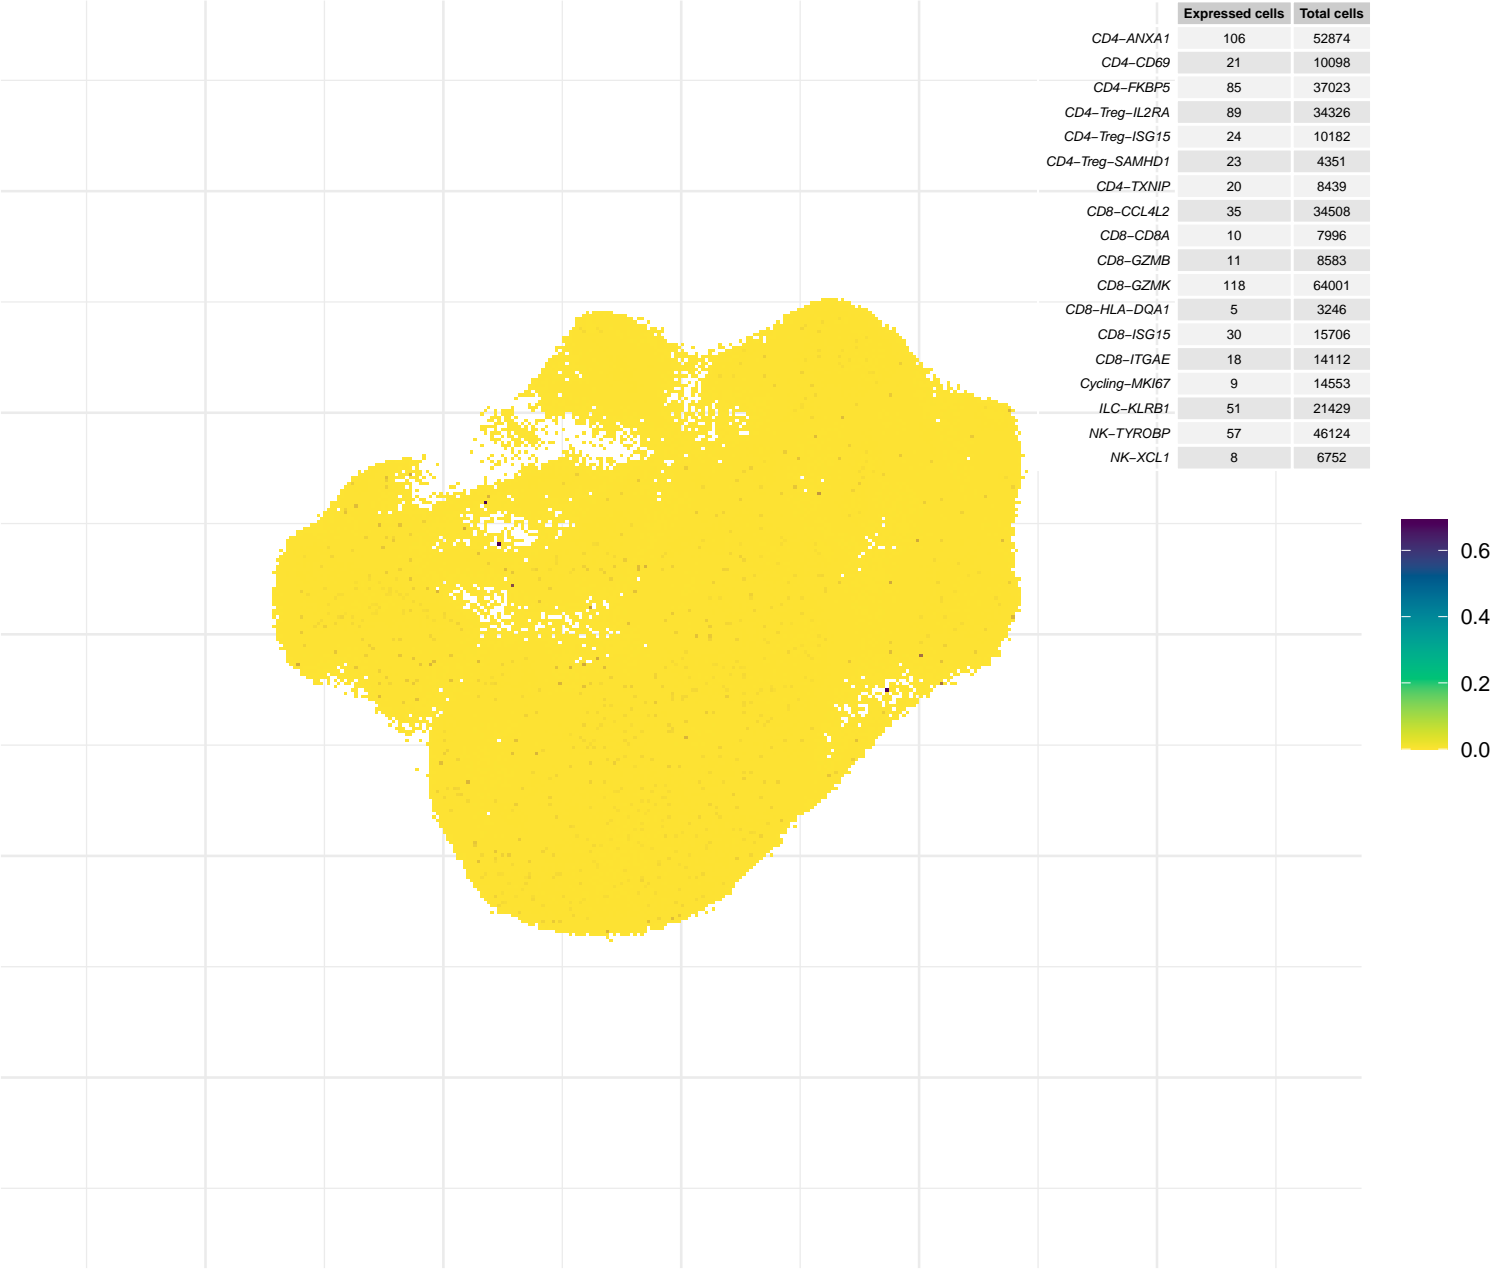 Expressed cells Total cells
CD4−ANXA1 106 52874
CD4−CD69 21 10098
CD4−FKBP5 85 37023
CD4−Treg−IL2RA 89 34326
CD4−Treg−ISG15 24 10182
CD4−Treg−SAMHD1 23 4351
CD4−TXNIP 20 8439
CD8−CCL4L2 35 34508
CD8−CD8A 10 7996
CD8−GZMB 11 8583
CD8−GZMK 118 64001
CD8−HLA−DQA1 5 3246
CD8−ISG15 30 15706
CD8−ITGAE 18 14112
Cycling−MKI67 9 14553
ILC−KLRB1 51 21429
NK−TYROBP 57 46124
NK−XCL1 8 6752
0.6
0.4
0.2
0.0